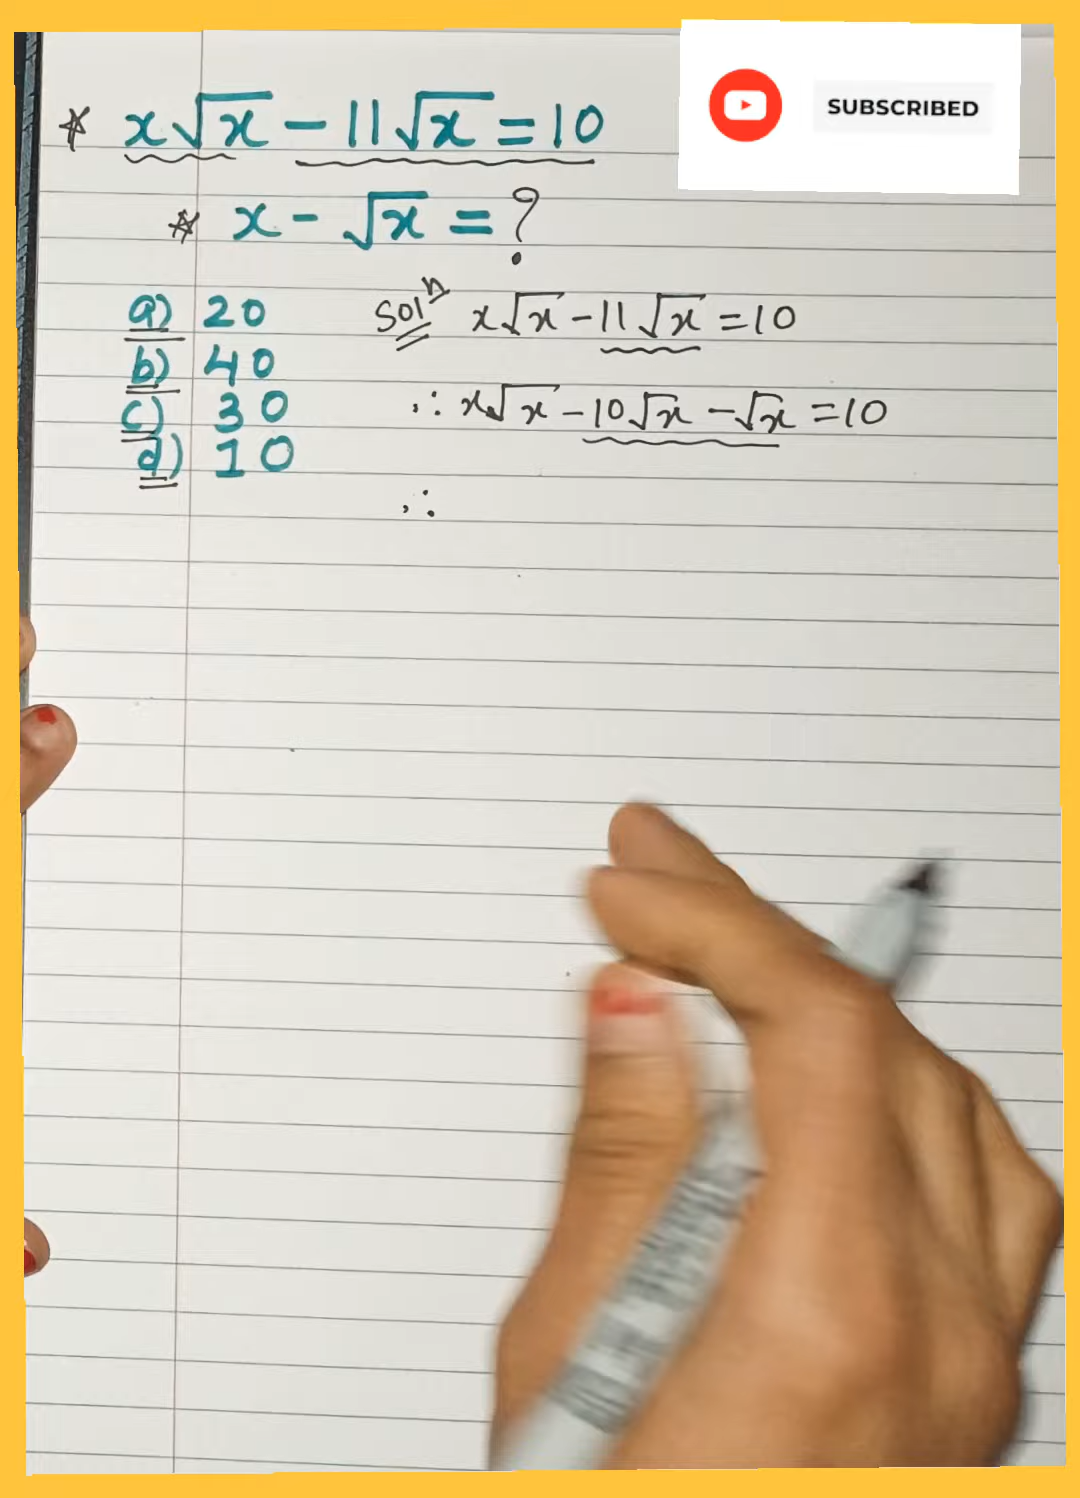 SUBSCRIBED
* x√x - 11√x = 10
* x - √x = ?
a) 20
b) 40
c) 30
d) 10
Solⁿ x√x - 11√x = 10
∴ x√x - 10√x - √x = 10
∴